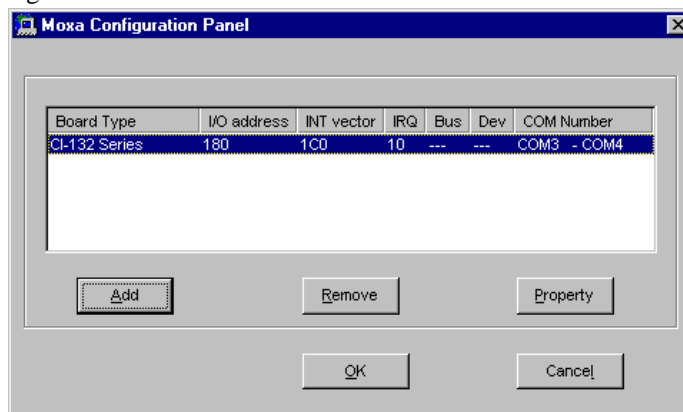 Moxa Configuration Panel
Board Type I/O address INT vector IRQ Bus Dev COM Number
CI-132 Series 180 1C0 10 --- --- COM3 - COM4
Add Remove Property
OK Cancel